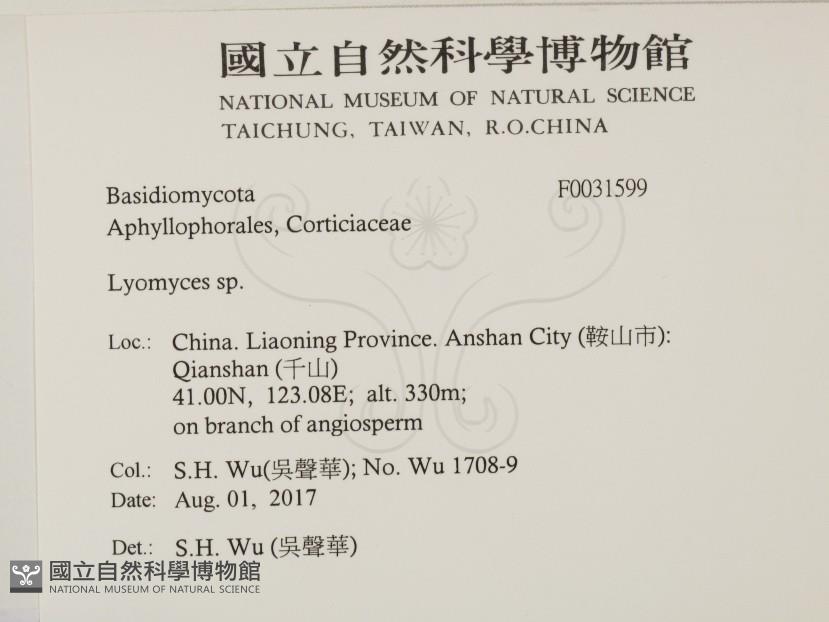 國立自然科學博物館
NATIONAL MUSEUM OF NATURAL SCIENCE
TAICHUNG, TAIWAN, R.O.CHINA
Basidiomycota F0031599
Aphyllophorales, Corticiaceae
Lyomyces sp.
Loc.: China. Liaoning Province. Anshan City (鞍山市):
Qianshan (千山)
41.00N, 123.08E; alt. 330m;
on branch of angiosperm
Col.: S.H. Wu(吳聲華); No. Wu 1708-9
Date: Aug. 01, 2017
Det.: S.H. Wu (吳聲華)
國立自然科學博物館
NATIONAL MUSEUM OF NATURAL SCIENCE